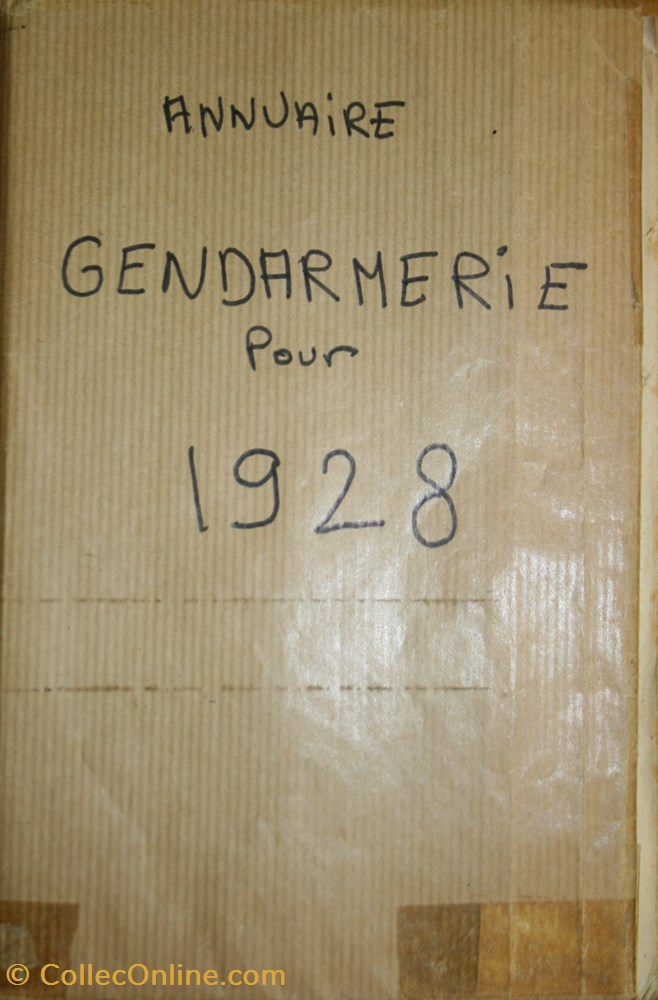 ANNUAiRE
GENDARMERiE
Pour
1928
© CollecOnline.com